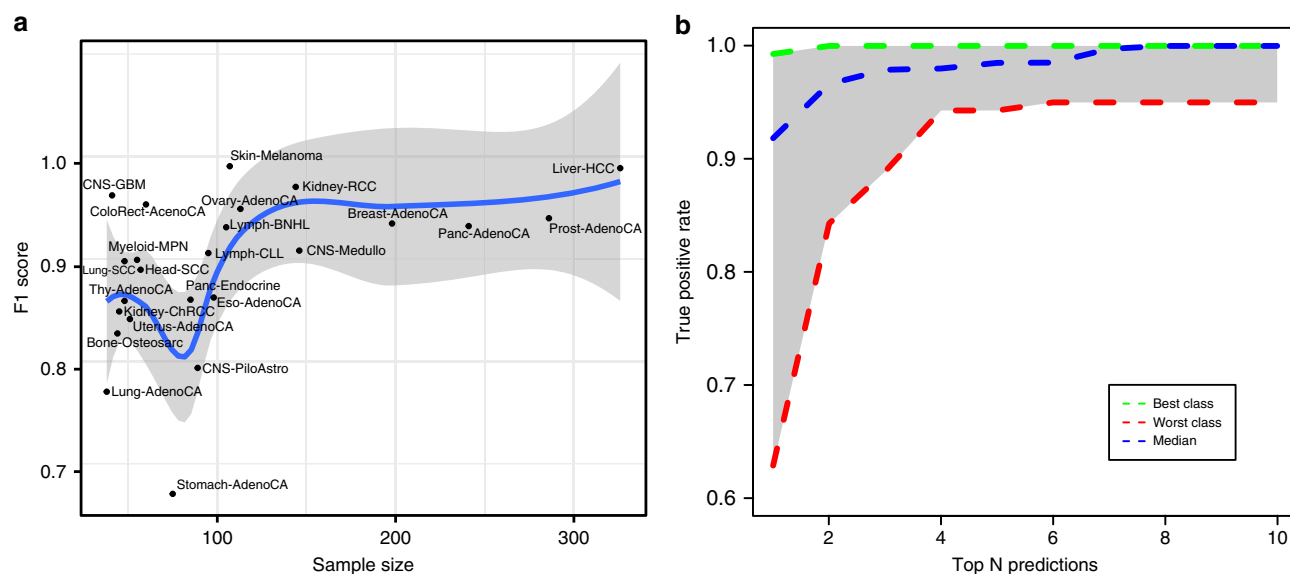 a
F1 score
1.0
0.9
0.8
0.7
Skin-Melanoma
Liver-HCC
CNS-GBM
Kidney-RCC
ColoRect-AcenoCA
Ovary-AdenoCA
Breast-AdenoCA
Lymph-BNHL
Prost-AdenoCA
Panc-AdenoCA
Myeloid-MPN
CNS-Medullo
Lymph-CLL
Lung-SCC
Head-SCC
Thy-AdenoCA
Panc-Endocrine
Eso-AdenoCA
Kidney-ChRCC
Uterus-AdenoCA
Bone-Osteosarc
CNS-PiloAstro
Lung-AdenoCA
Stomach-AdenoCA
100
200
300
Sample size
b
True positive rate
1.0
0.9
0.8
0.7
0.6
Best class
Worst class
Median
2
4
6
8
10
Top N predictions